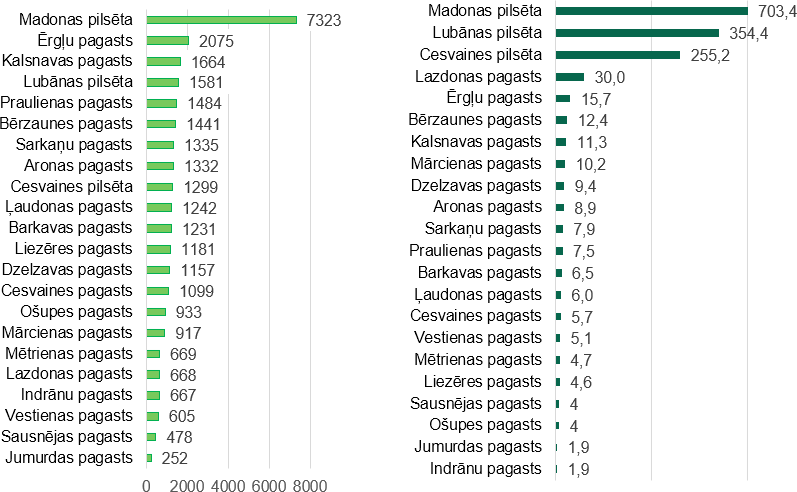 Madonas pilsēta 7323
Ērgļu pagasts 2075
Kalsnavas pagasts 1664
Lubānas pilsēta 1581
Praulienas pagasts 1484
Bērzaunes pagasts 1441
Sarkaņu pagasts 1335
Aronas pagasts 1332
Cesvaines pilsēta 1299
Ļaudonas pagasts 1242
Barkavas pagasts 1231
Liezēres pagasts 1181
Dzelzavas pagasts 1157
Cesvaines pagasts 1099
Ošupes pagasts 933
Mārcienas pagasts 917
Mētrienas pagasts 669
Lazdonas pagasts 668
Indrānu pagasts 667
Vestienas pagasts 605
Sausnējas pagasts 478
Jumurdas pagasts 252
0 2000 4000 6000 8000
Madonas pilsēta 703,4
Lubānas pilsēta 354,4
Cesvaines pilsēta 255,2
Lazdonas pagasts 30,0
Ērgļu pagasts 15,7
Bērzaunes pagasts 12,4
Kalsnavas pagasts 11,3
Mārcienas pagasts 10,2
Dzelzavas pagasts 9,4
Aronas pagasts 8,9
Sarkaņu pagasts 7,9
Praulienas pagasts 7,5
Barkavas pagasts 6,5
Ļaudonas pagasts 6,0
Cesvaines pagasts 5,7
Vestienas pagasts 5,1
Mētrienas pagasts 4,7
Liezēres pagasts 4,6
Sausnējas pagasts 4
Ošupes pagasts 4
Jumurdas pagasts 1,9
Indrānu pagasts 1,9